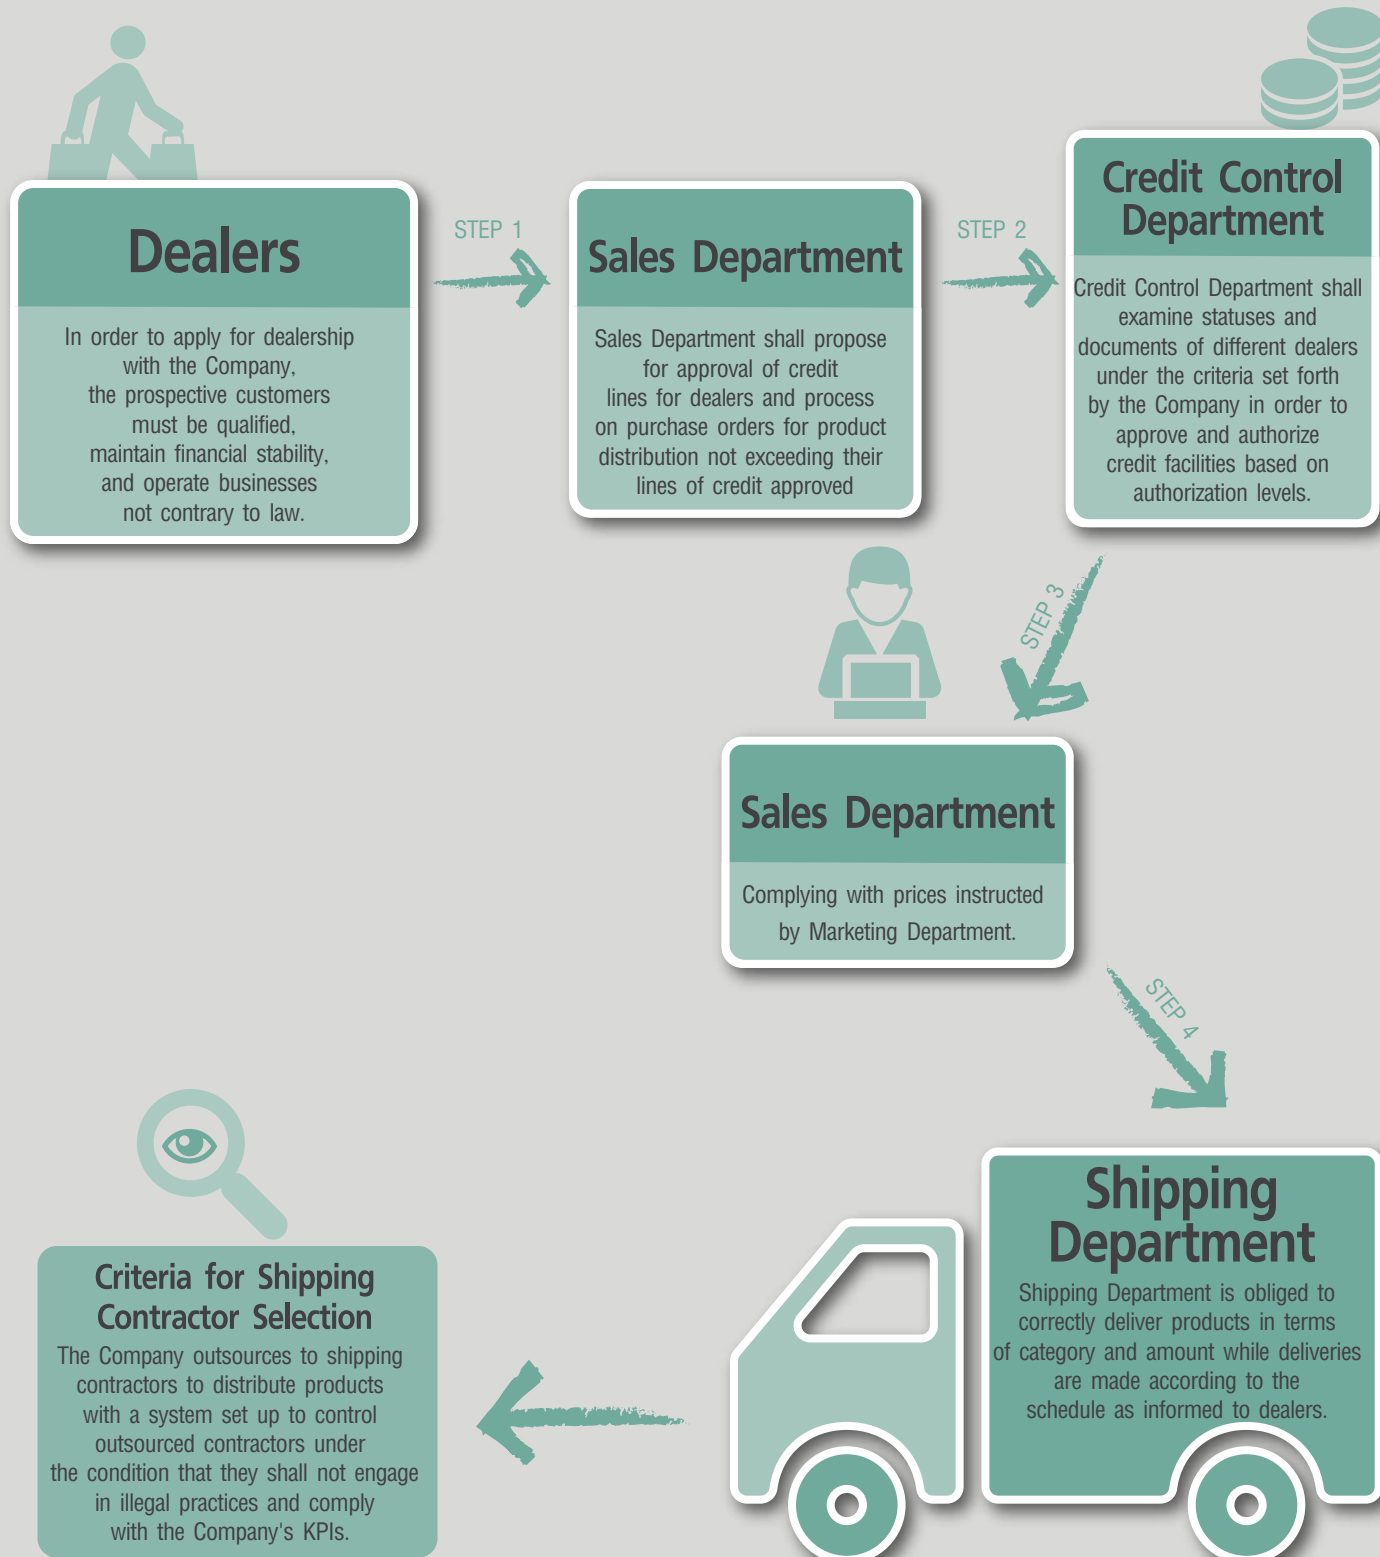 Dealers
In order to apply for dealership
with the Company,
the prospective customers
must be qualified,
maintain financial stability,
and operate businesses
not contrary to law.
STEP 1
Sales Department
Sales Department shall propose
for approval of credit
lines for dealers and process
on purchase orders for product
distribution not exceeding their
lines of credit approved
STEP 2
Credit Control
Department
Credit Control Department shall
examine statuses and
documents of different dealers
under the criteria set forth
by the Company in order to
approve and authorize
credit facilities based on
authorization levels.
STEP 3
Sales Department
Complying with prices instructed
by Marketing Department.
STEP 4
Shipping
Department
Shipping Department is obliged to
correctly deliver products in terms
of category and amount while deliveries
are made according to the
schedule as informed to dealers.
Criteria for Shipping
Contractor Selection
The Company outsources to shipping
contractors to distribute products
with a system set up to control
outsourced contractors under
the condition that they shall not engage
in illegal practices and comply
with the Company's KPIs.